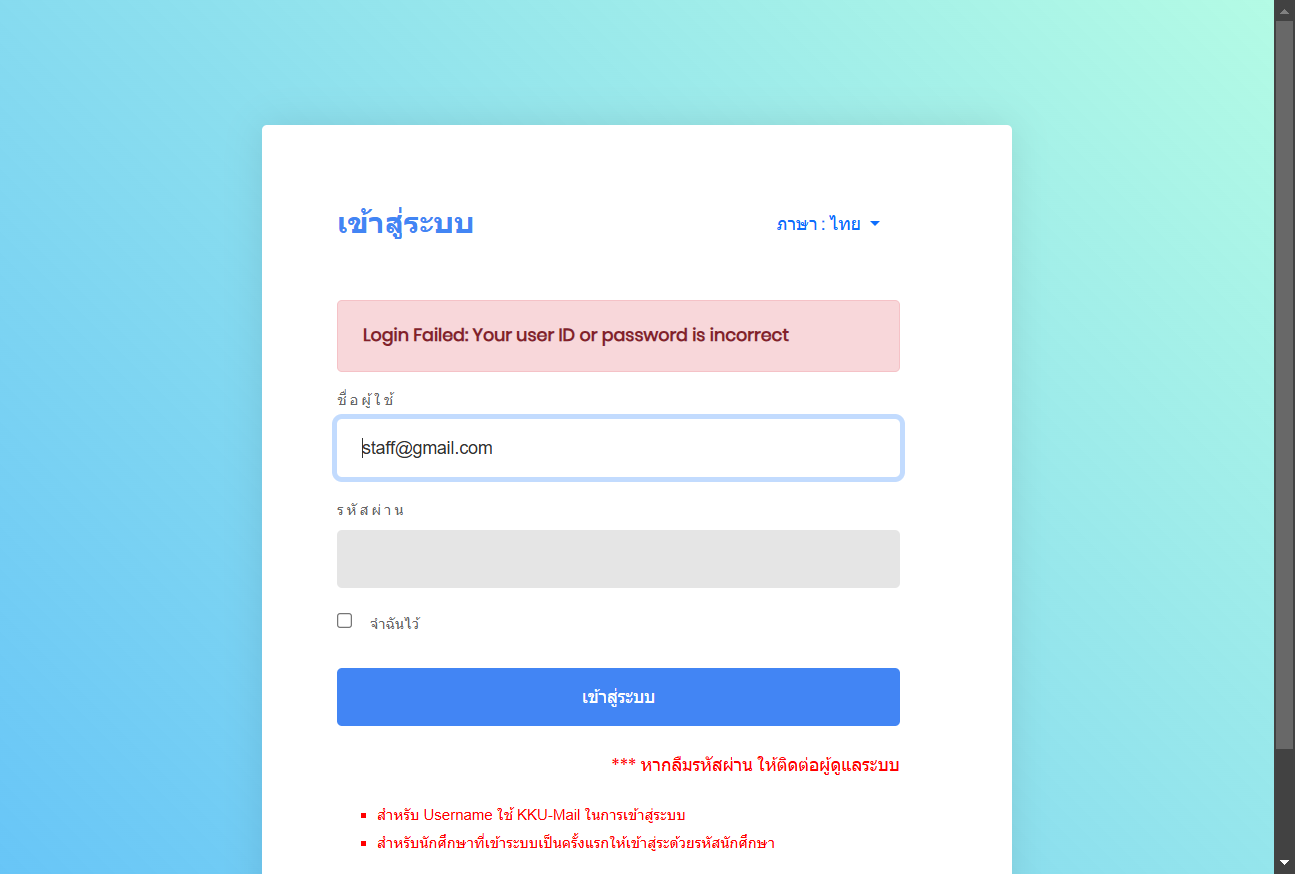 เข้าสู่ระบบ
ภาษา : ไทย
Login Failed: Your user ID or password is incorrect
ชื่อผู้ใช้
staff@gmail.com
รหัสผ่าน
จำฉันไว้
เข้าสู่ระบบ
*** หากลืมรหัสผ่าน ให้ติดต่อผู้ดูแลระบบ
สำหรับ Username ใช้ KKU-Mail ในการเข้าสู่ระบบ
สำหรับนักศึกษาที่เข้าระบบเป็นครั้งแรกให้เข้าสู่ระด้วยรหัสนักศึกษา